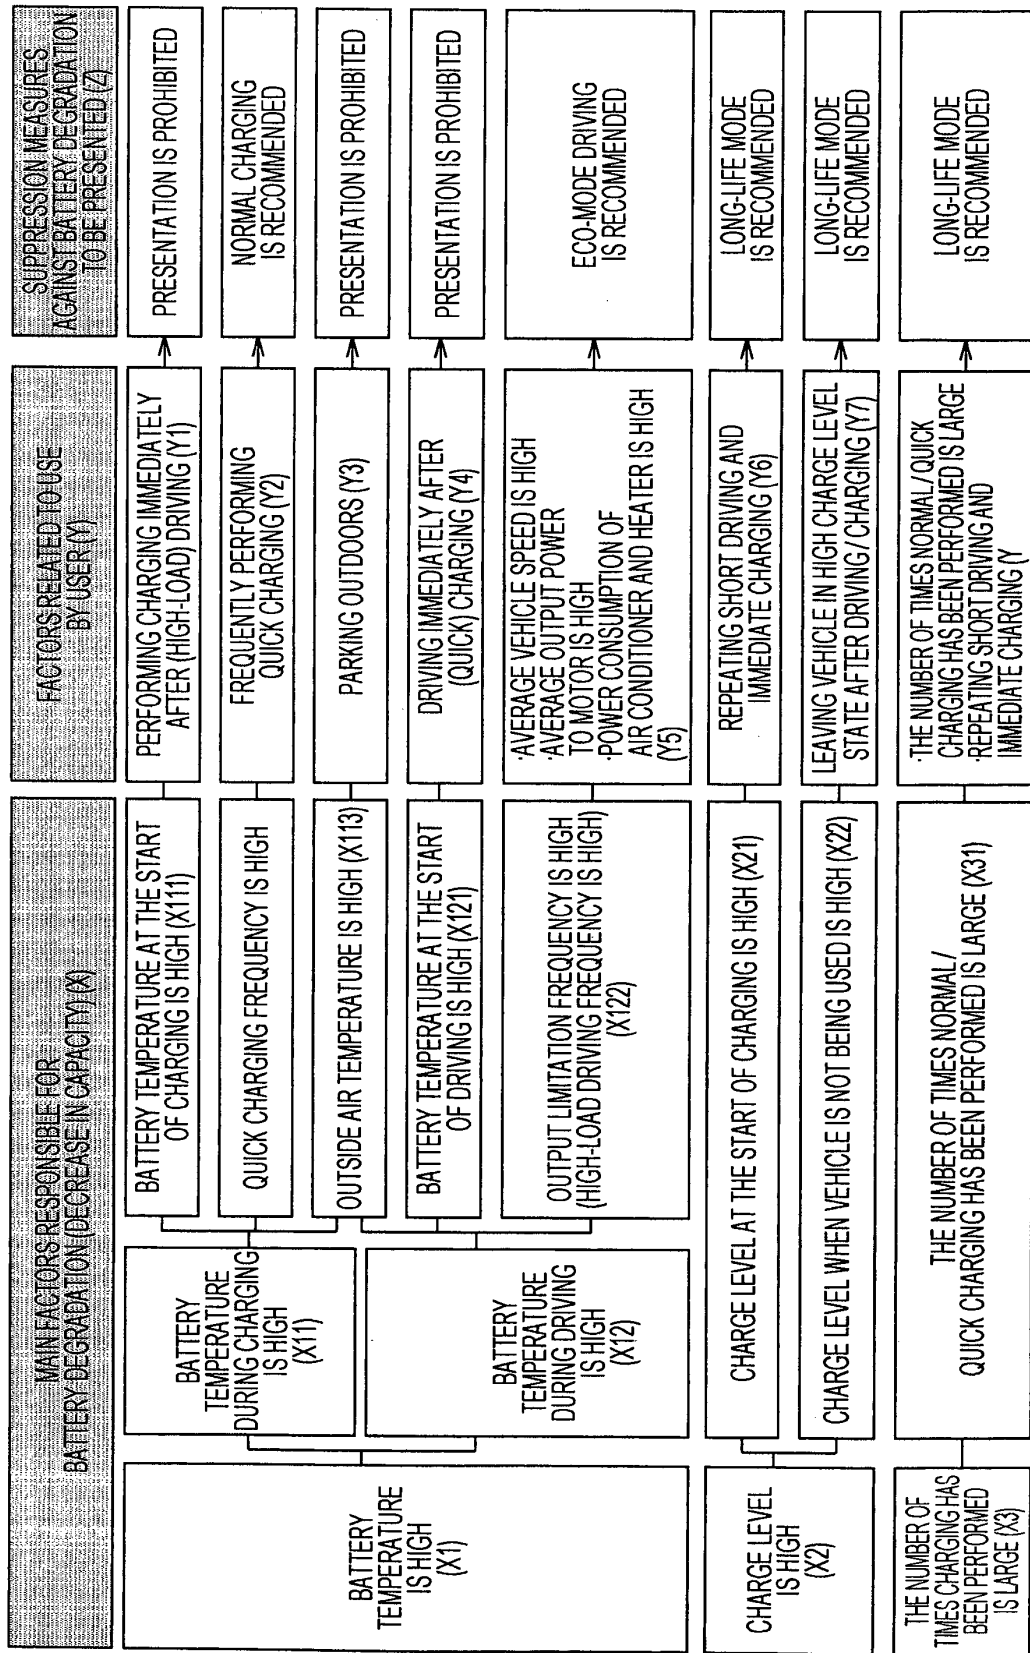 MAIN FACTORS RESPONSIBLE FOR
BATTERY DEGRADATION (DECREASE IN CAPACITY) (X)
FACTORS RELATED TO USE
BY USER (Y)
SUPPRESSION MEASURES
AGAINST BATTERY DEGRADATION
TO BE PRESENTED (Z)
BATTERY
TEMPERATURE
IS HIGH
(X1)
BATTERY
TEMPERATURE
DURING CHARGING
IS HIGH
(X11)
BATTERY TEMPERATURE AT THE START
OF CHARGING IS HIGH (X111)
PERFORMING CHARGING IMMEDIATELY
AFTER (HIGH-LOAD) DRIVING (Y1)
PRESENTATION IS PROHIBITED
QUICK CHARGING FREQUENCY IS HIGH
FREQUENTLY PERFORMING
QUICK CHARGING (Y2)
NORMAL CHARGING
IS RECOMMENDED
OUTSIDE AIR TEMPERATURE IS HIGH (X113)
PARKING OUTDOORS (Y3)
PRESENTATION IS PROHIBITED
BATTERY
TEMPERATURE
DURING DRIVING
IS HIGH
(X12)
BATTERY TEMPERATURE AT THE START
OF DRIVING IS HIGH (X121)
DRIVING IMMEDIATELY AFTER
(QUICK) CHARGING (Y4)
PRESENTATION IS PROHIBITED
OUTPUT LIMITATION FREQUENCY IS HIGH
(HIGH-LOAD DRIVING FREQUENCY IS HIGH)
(X122)
·AVERAGE VEHICLE SPEED IS HIGH
·AVERAGE OUTPUT POWER
TO MOTOR IS HIGH
·POWER CONSUMPTION OF
AIR CONDITIONER AND HEATER IS HIGH
(Y5)
ECO-MODE DRIVING
IS RECOMMENDED
CHARGE LEVEL
IS HIGH
(X2)
CHARGE LEVEL AT THE START OF CHARGING IS HIGH (X21)
REPEATING SHORT DRIVING AND
IMMEDIATE CHARGING (Y6)
LONG-LIFE MODE
IS RECOMMENDED
CHARGE LEVEL WHEN VEHICLE IS NOT BEING USED IS HIGH (X22)
LEAVING VEHICLE IN HIGH CHARGE LEVEL
STATE AFTER DRIVING / CHARGING (Y7)
LONG-LIFE MODE
IS RECOMMENDED
THE NUMBER OF
TIMES CHARGING HAS
BEEN PERFORMED
IS LARGE (X3)
THE NUMBER OF TIMES NORMAL/
QUICK CHARGING HAS BEEN PERFORMED IS LARGE (X31)
·THE NUMBER OF TIMES NORMAL / QUICK
CHARGING HAS BEEN PERFORMED IS LARGE
·REPEATING SHORT DRIVING AND
IMMEDIATE CHARGING (Y
LONG-LIFE MODE
IS RECOMMENDED